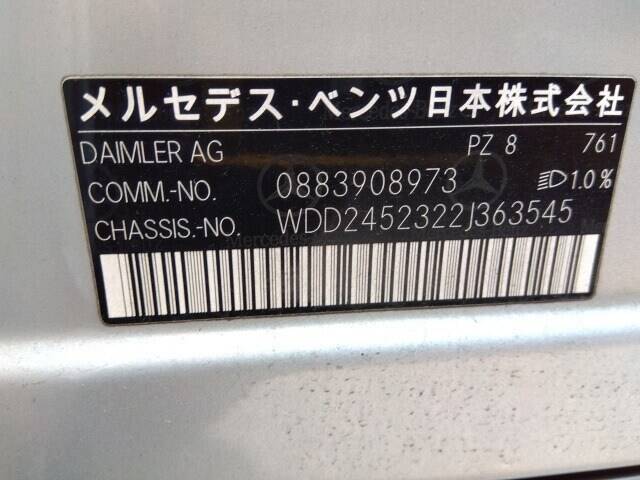 メルセデス・ベンツ日本株式会社
DAIMLER AG PZ 8 761
COMM.-NO. 0883908973 1.0%
CHASSIS.-NO. WDD2452322J363545